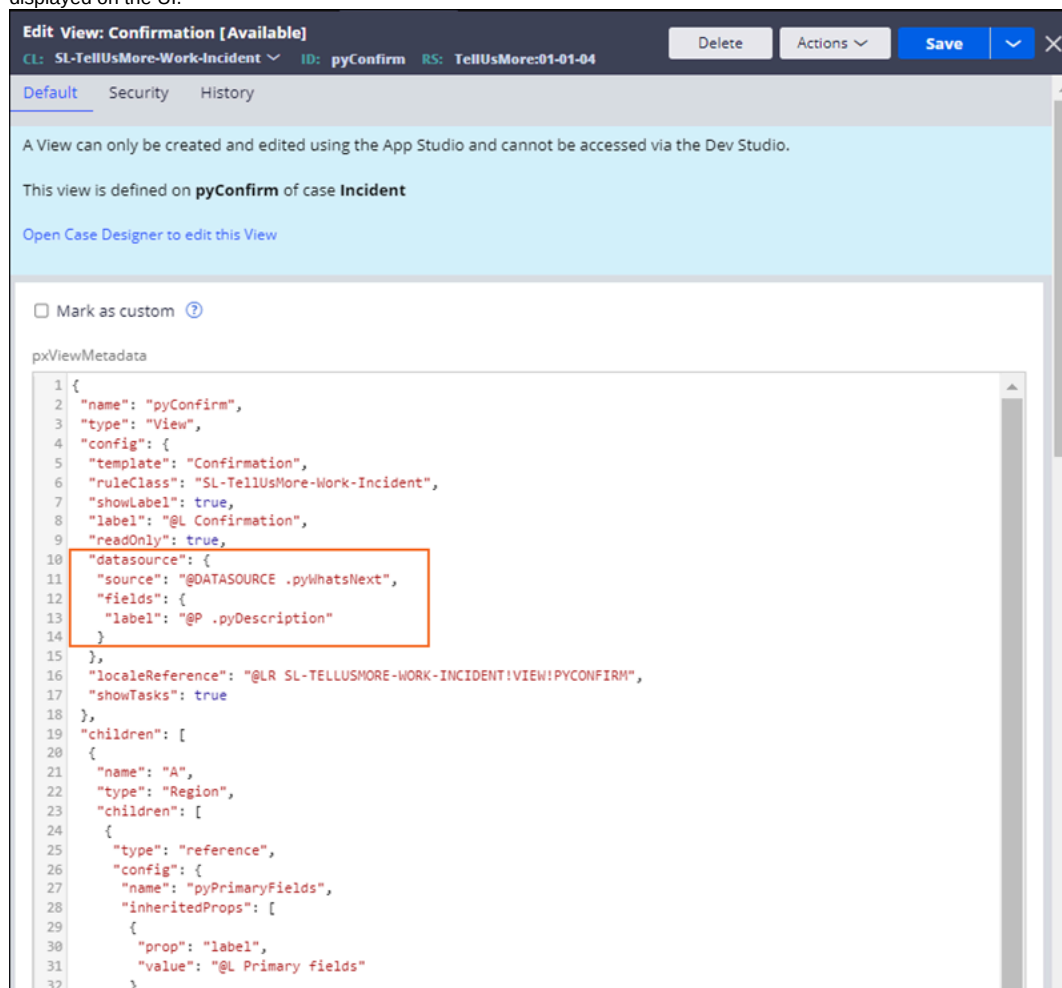 displayed on the UI.
Edit View: Confirmation [Available]
CL: SL-TellUsMore-Work-Incident ID: pyConfirm RS: TellUsMore:01-01-04
Delete Actions Save
Default Security History
A View can only be created and edited using the App Studio and cannot be accessed via the Dev Studio.
This view is defined on pyConfirm of case Incident
Open Case Designer to edit this View
Mark as custom ?
pxViewMetadata
1 {
2 "name": "pyConfirm",
3 "type": "View",
4 "config": {
5 "template": "Confirmation",
6 "ruleClass": "SL-TellUsMore-Work-Incident",
7 "showLabel": true,
8 "label": "@L Confirmation",
9 "readOnly": true,
10 "datasource": {
11 "source": "@DATASOURCE .pyWhatsNext",
12 "fields": {
13 "label": "@P .pyDescription"
14 }
15 },
16 "localeReference": "@LR SL-TELLUSMORE-WORK-INCIDENT!VIEW!PYCONFIRM",
17 "showTasks": true
18 },
19 "children": [
20 {
21 "name": "A",
22 "type": "Region",
23 "children": [
24 {
25 "type": "reference",
26 "config": {
27 "name": "pyPrimaryFields",
28 "inheritedProps": [
29 {
30 "prop": "label",
31 "value": "@L Primary fields"
32 }